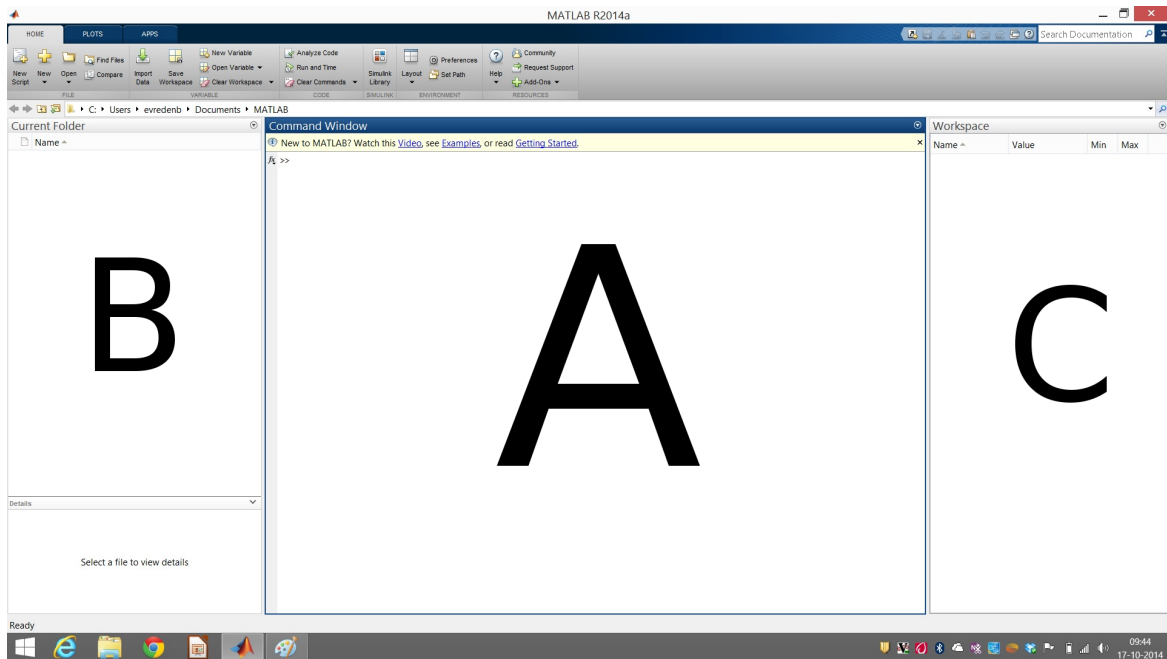 MATLAB R2014a
HOME PLOTS APPS
Search Documentation
New Script
New
Open
Find Files
Compare
Import Data
Save Workspace
New Variable
Open Variable
Clear Workspace
Analyze Code
Run and Time
Clear Commands
Simulink Library
Layout
Preferences
Set Path
Help
Community
Request Support
Add-Ons
FILE VARIABLE CODE SIMULINK ENVIRONMENT RESOURCES
C: Users evredenb Documents MATLAB
Current Folder
Name
B
Details
Select a file to view details
Command Window
New to MATLAB? Watch this Video, see Examples, or read Getting Started.
fx >>
A
Workspace
Name Value Min Max
C
Ready
09:44
17-10-2014